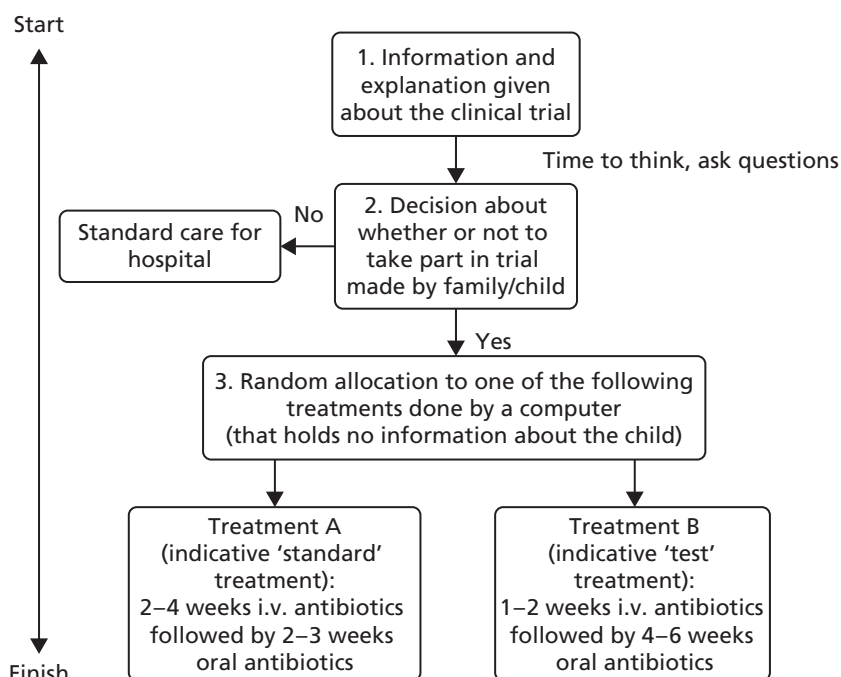 Start
1. Information and
explanation given
about the clinical trial
Time to think, ask questions
No
2. Decision about
whether or not to
take part in trial
made by family/child
Standard care for
hospital
Yes
3. Random allocation to one of the following
treatments done by a computer
(that holds no information about the child)
Treatment A
(indicative ‘standard’
treatment):
2–4 weeks i.v. antibiotics
followed by 2–3 weeks
oral antibiotics
Treatment B
(indicative ‘test’
treatment):
1–2 weeks i.v. antibiotics
followed by 4–6 weeks
oral antibiotics
Finish